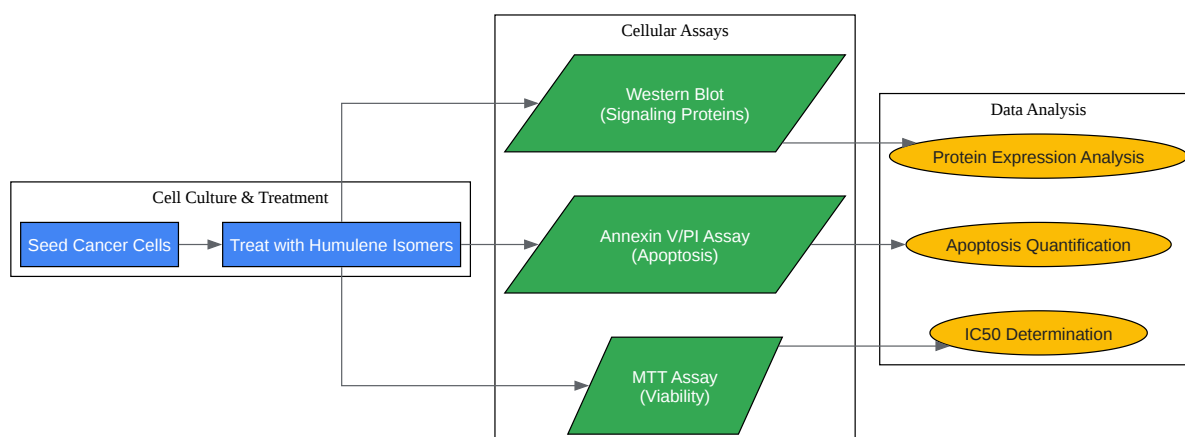 Cell Culture & Treatment
Seed Cancer Cells
Treat with Humulene Isomers
Cellular Assays
Western Blot
(Signaling Proteins)
Annexin V/PI Assay
(Apoptosis)
MTT Assay
(Viability)
Data Analysis
Protein Expression Analysis
Apoptosis Quantification
IC50 Determination